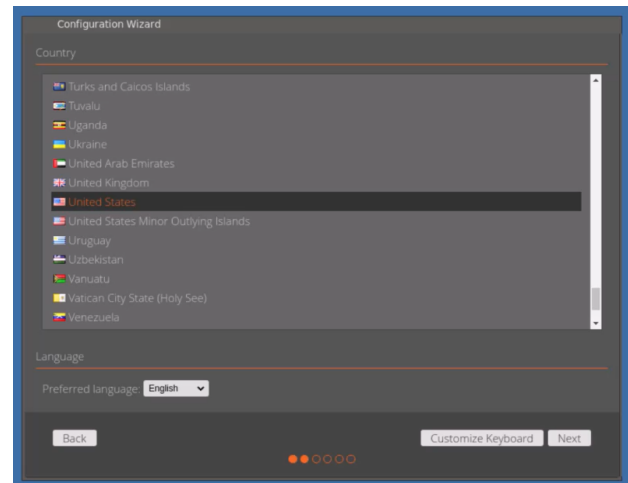 Configuration Wizard
Country
Turks and Caicos Islands
Tuvalu
Uganda
Ukraine
United Arab Emirates
United Kingdom
United States
United States Minor Outlying Islands
Uruguay
Uzbekistan
Vanuatu
Vatican City State (Holy See)
Venezuela
Language
Preferred language: English
Back Customize Keyboard Next